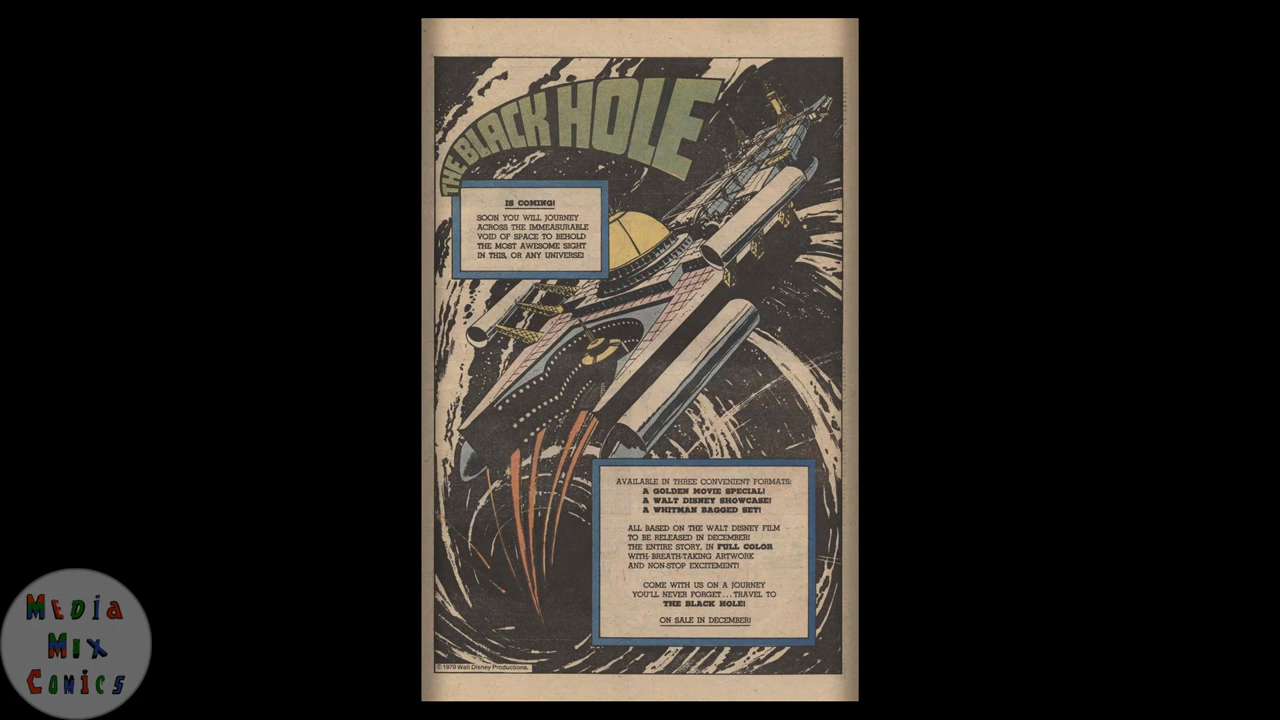 THE BLACK HOLE
IS COMING!
SOON YOU WILL JOURNEY
ACROSS THE IMMEASURABLE
VOID OF SPACE TO BEHOLD
THE MOST AWESOME SIGHT
IN THIS, OR ANY UNIVERSE!
AVAILABLE IN THREE CONVENIENT FORMATS:
A GOLDEN MOVIE SPECIAL!
A WALT DISNEY SHOWCASE!
A WHITMAN BAGGED SET!
ALL BASED ON THE WALT DISNEY FILM
TO BE RELEASED IN DECEMBER!
THE ENTIRE STORY, IN FULL COLOR
WITH BREATH-TAKING ARTWORK
AND NON-STOP EXCITEMENT!
COME WITH US ON A JOURNEY
YOU'LL NEVER FORGET...TRAVEL TO
THE BLACK HOLE!
ON SALE IN DECEMBER!
© 1979 Walt Disney Productions.
MEDia
Mix
Comics